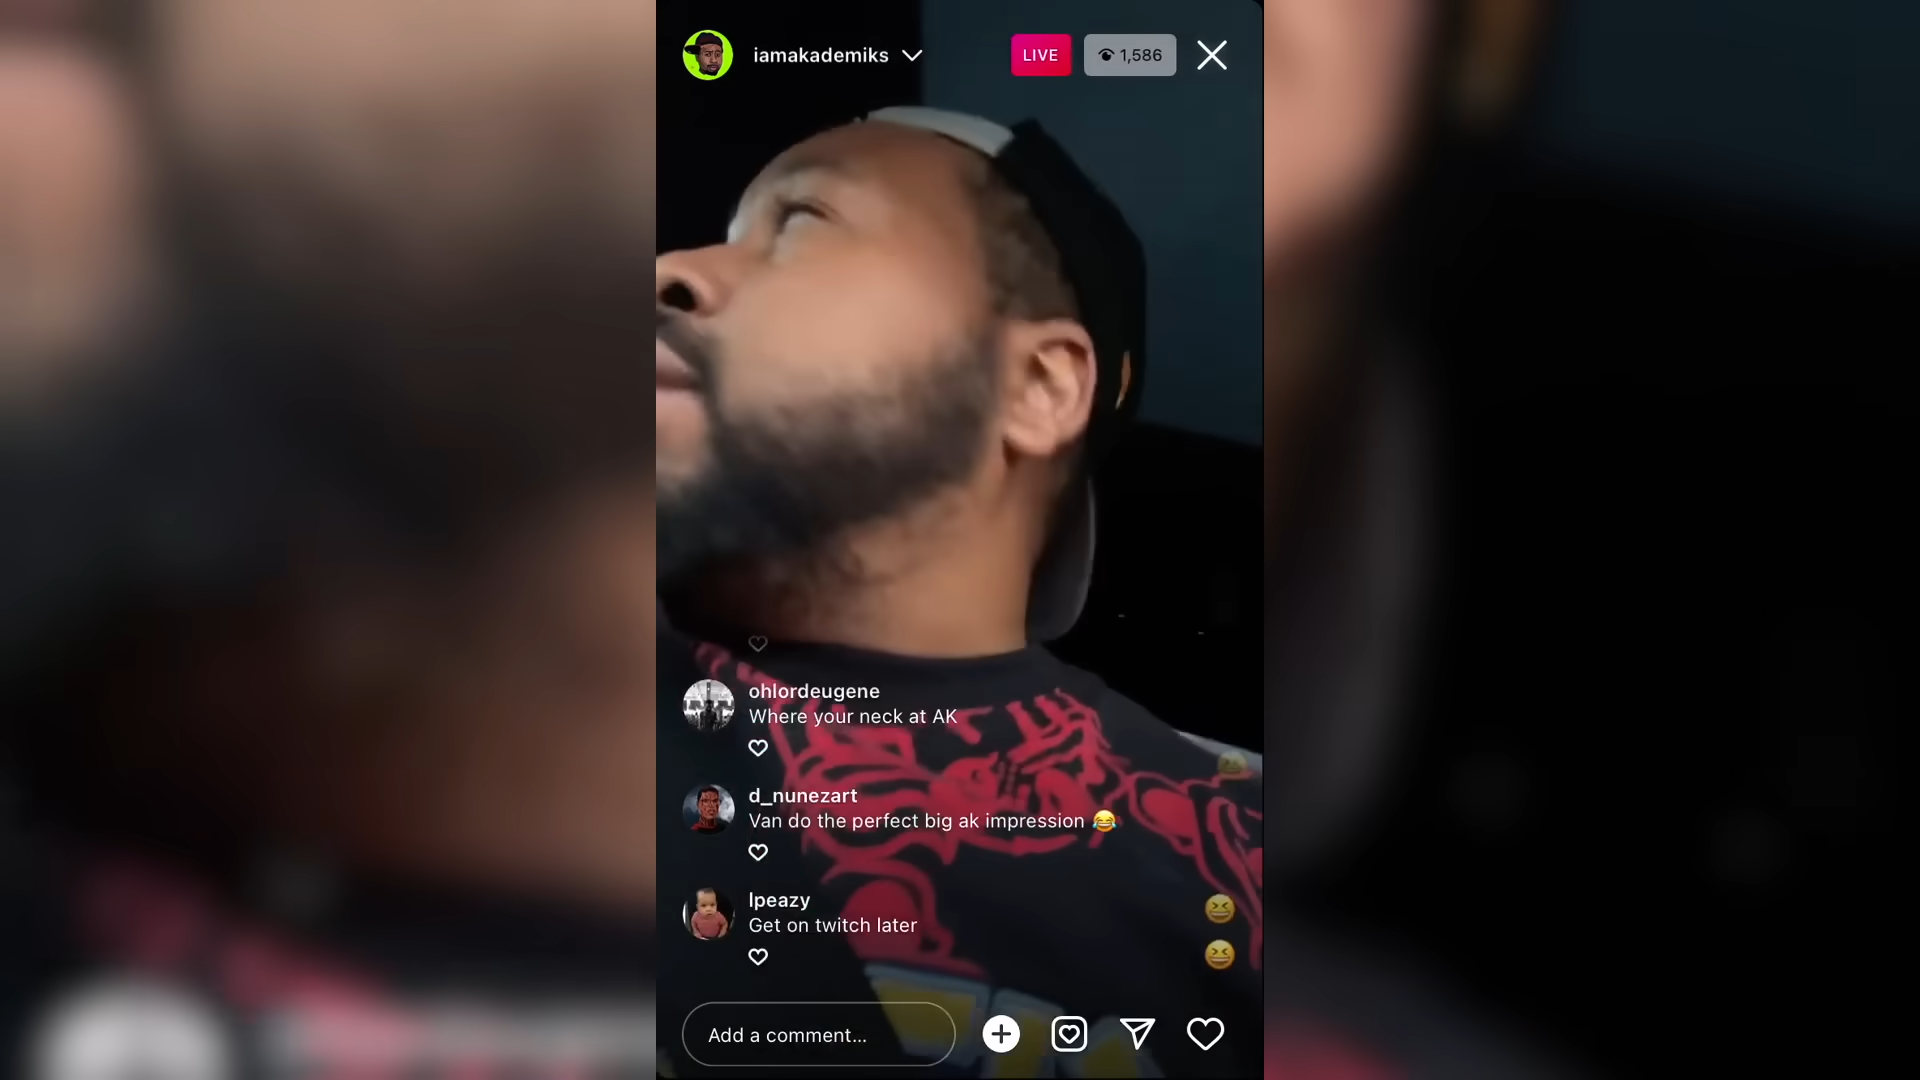 iamakademiks
LIVE
1,586
ohlordeugene
Where your neck at AK
d_nunezart
Van do the perfect big ak impression 😂
lpeazy
Get on twitch later
Add a comment...